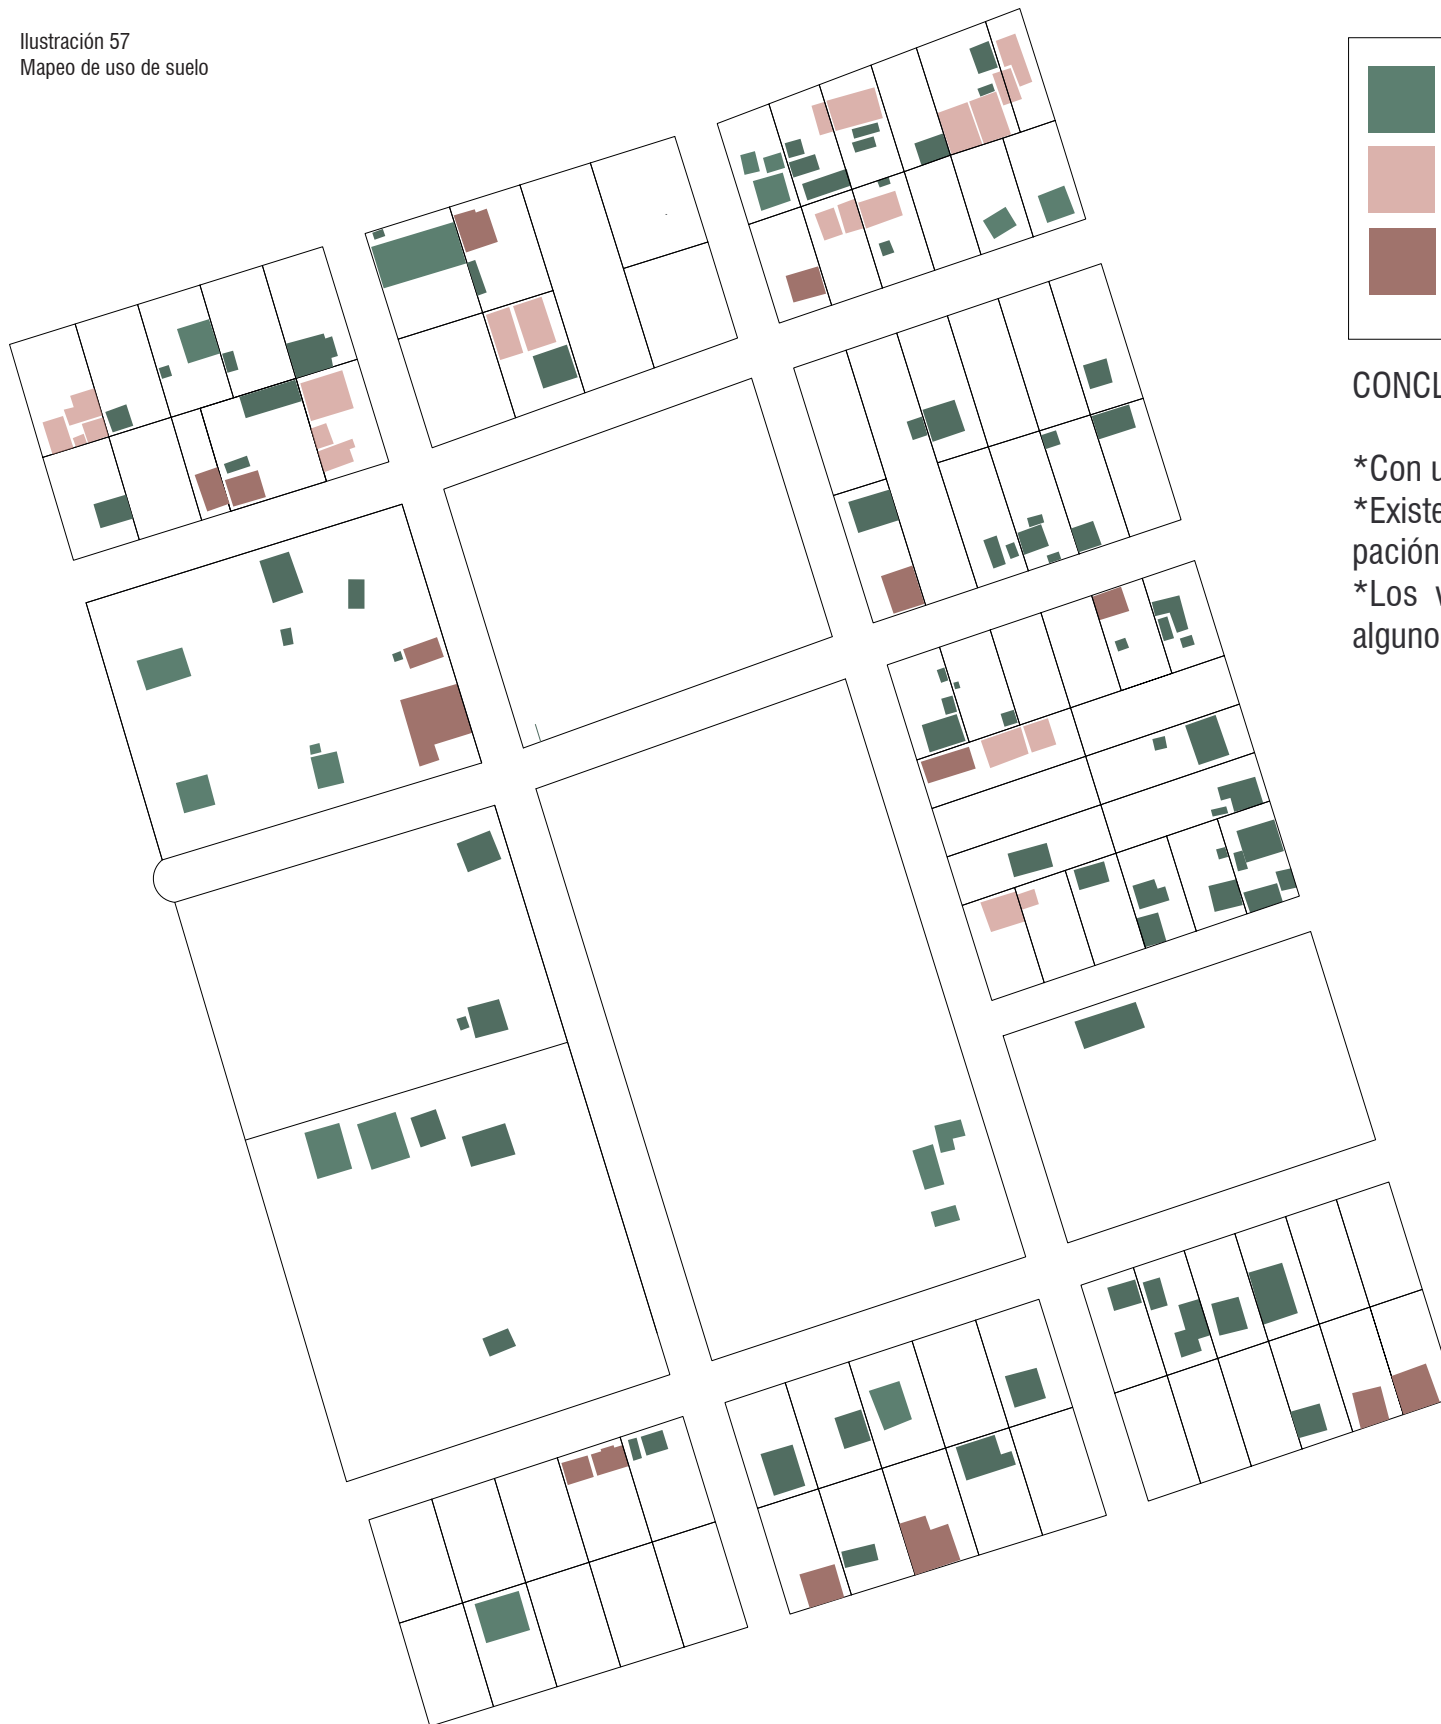 Ilustración 57
Mapeo de uso de suelo
CONCL
*Con u
*Existe
pación
*Los v
alguno